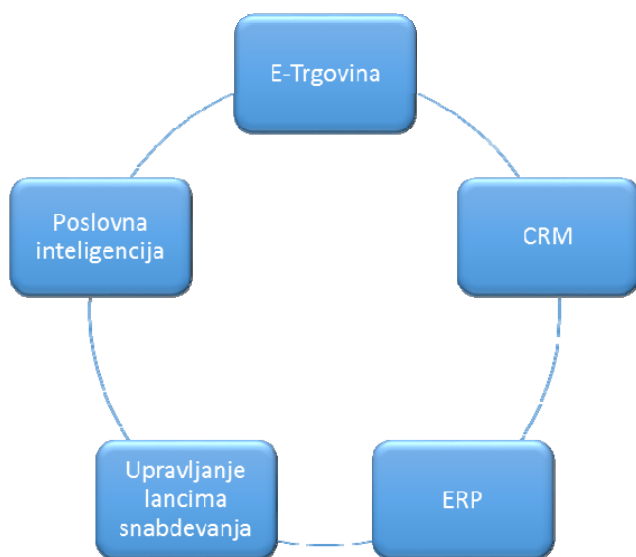 E-Trgovina
CRM
ERP
Upravljanje
lancima
snabdevanja
Poslovna
inteligencija